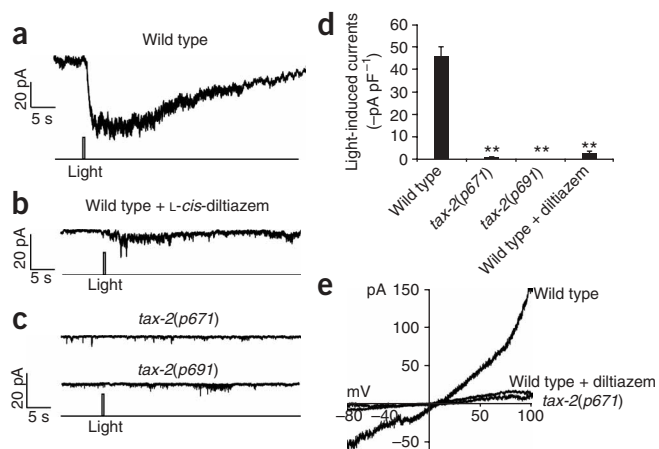 a
Wild type
20 pA
5 s
Light
b
Wild type + L-cis-diltiazem
20 pA
5 s
Light
c
tax-2(p671)
tax-2(p691)
20 pA
5 s
Light
d
Light-induced currents
(–pA pF⁻¹)
60
50
40
30
20
10
0
**
**
**
Wild type
tax-2(p671)
tax-2(p691)
Wild type + diltiazem
e
pA
150
100
50
–50
mV
–80
–40
50
100
Wild type
Wild type + diltiazem
tax-2(p671)